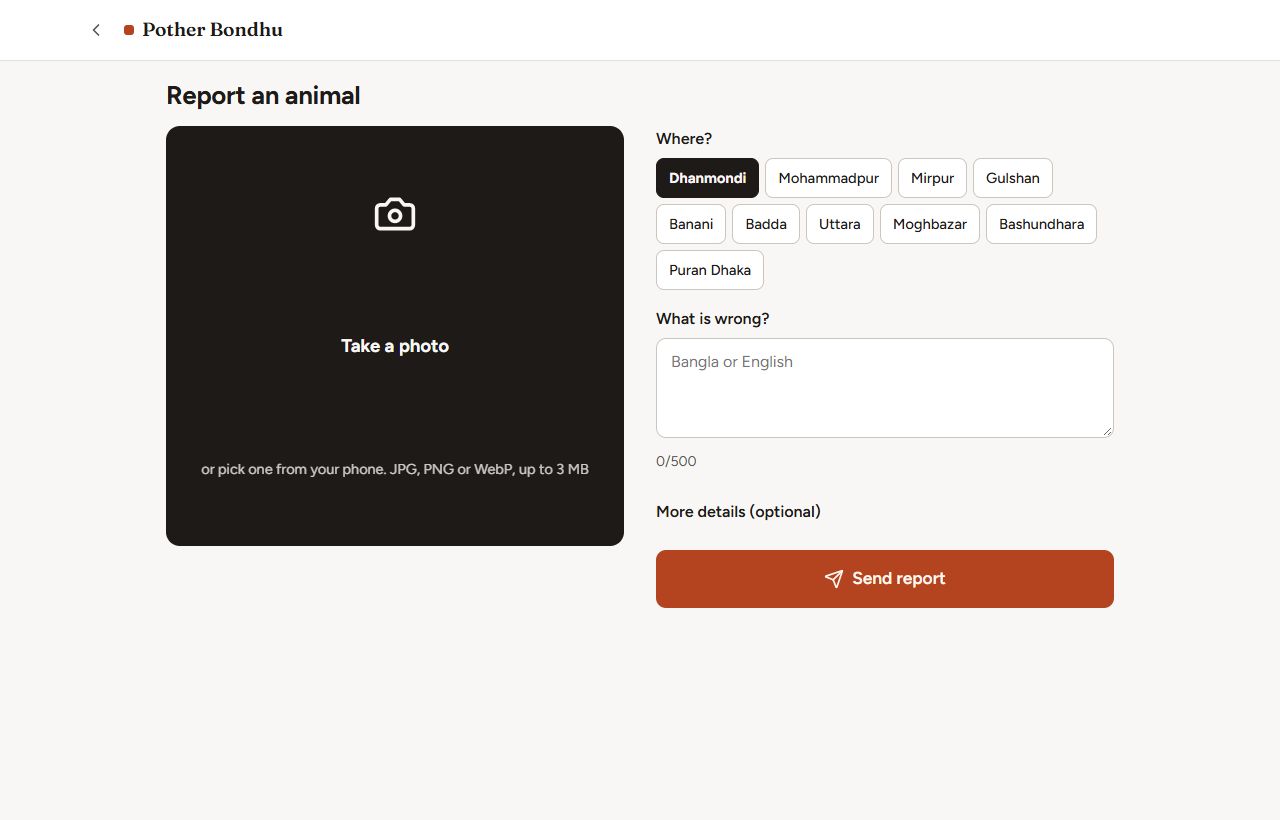 Pother Bondhu
Report an animal
Take a photo
or pick one from your phone. JPG, PNG or WebP, up to 3 MB
Where?
Dhanmondi Mohammadpur Mirpur Gulshan
Banani Badda Uttara Moghbazar Bashundhara
Puran Dhaka
What is wrong?
Bangla or English
0/500
More details (optional)
Send report